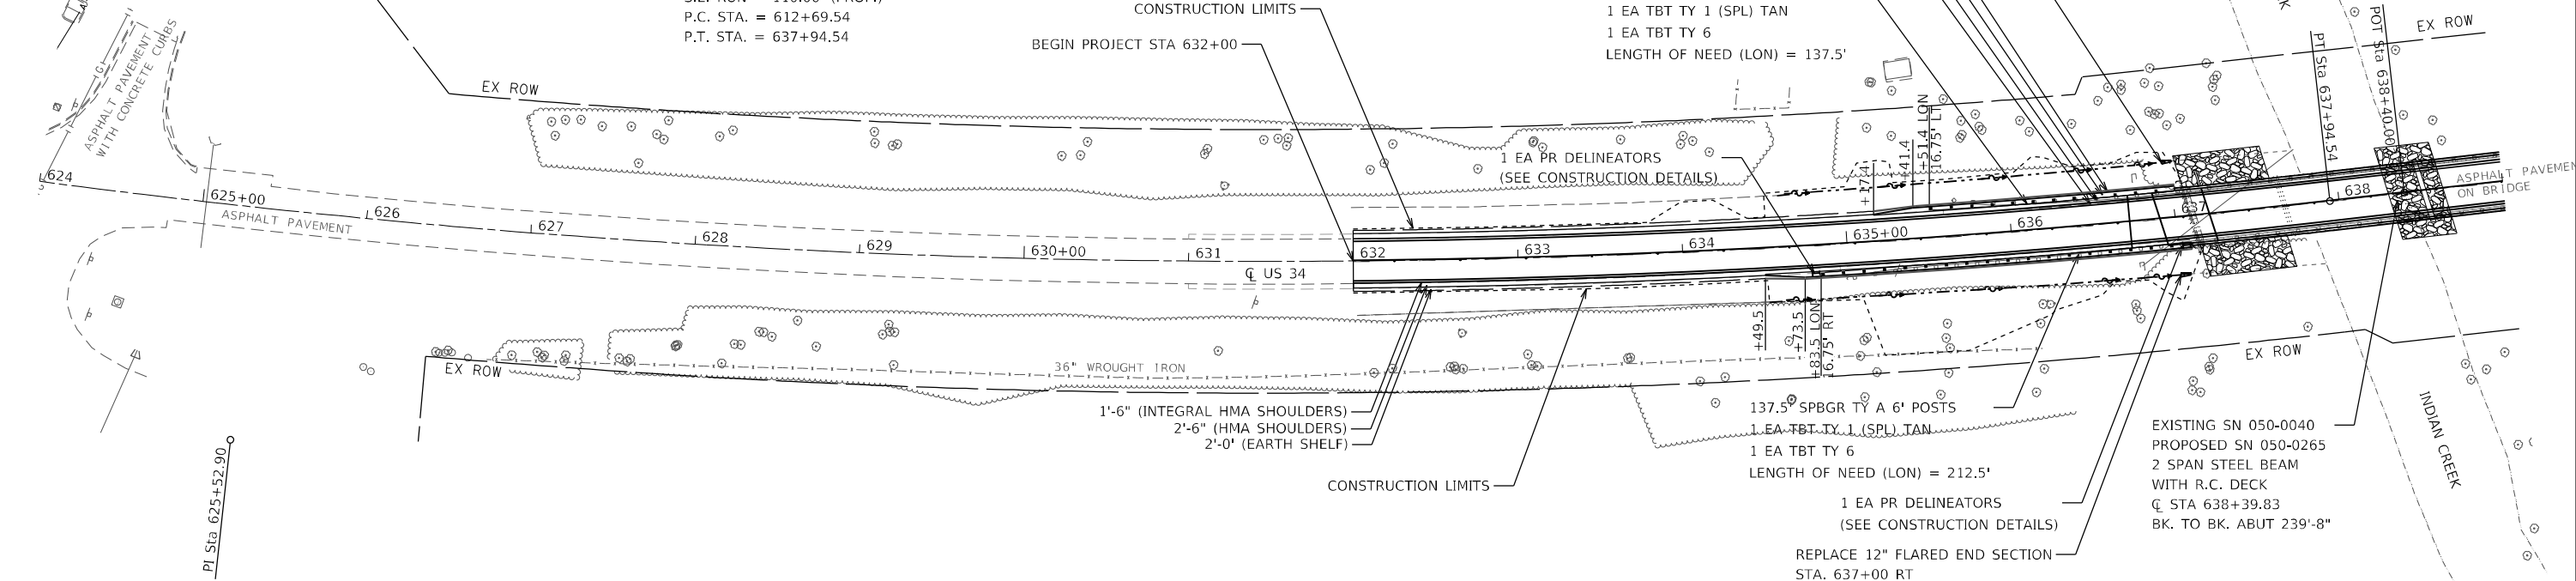 P.C. STA. = 612+69.54
P.T. STA. = 637+94.54
CONSTRUCTION LIMITS
BEGIN PROJECT STA 632+00
1 EA TBT TY 1 (SPL) TAN
1 EA TBT TY 6
LENGTH OF NEED (LON) = 137.5'
EX ROW
EX ROW
ASPHALT PAVEMENT
WITH CONCRETE CURBS
G
PT Sta 637+94.54
POT Sta 638+40.00
1 EA PR DELINEATORS
(SEE CONSTRUCTION DETAILS)
+17.4
+41.4
+51.4 LON
16.75' LT
ASPHALT PAVEMENT
ON BRIDGE
624
625+00
626
627
628
629
630+00
631
632
633
634
635+00
636
637
638
ASPHALT PAVEMENT
℄ US 34
+49.5
+73.5
+83.5 LON
16.75' RT
36" WROUGHT IRON
EX ROW
EX ROW
1'-6" (INTEGRAL HMA SHOULDERS)
2'-6" (HMA SHOULDERS)
2'-0' (EARTH SHELF)
CONSTRUCTION LIMITS
137.5' SPBGR TY A 6' POSTS
1 EA TBT TY 1 (SPL) TAN
1 EA TBT TY 6
LENGTH OF NEED (LON) = 212.5'
1 EA PR DELINEATORS
(SEE CONSTRUCTION DETAILS)
REPLACE 12" FLARED END SECTION
STA. 637+00 RT
EXISTING SN 050-0040
PROPOSED SN 050-0265
2 SPAN STEEL BEAM
WITH R.C. DECK
℄ STA 638+39.83
BK. TO BK. ABUT 239'-8"
INDIAN CREEK
PI Sta 625+52.90